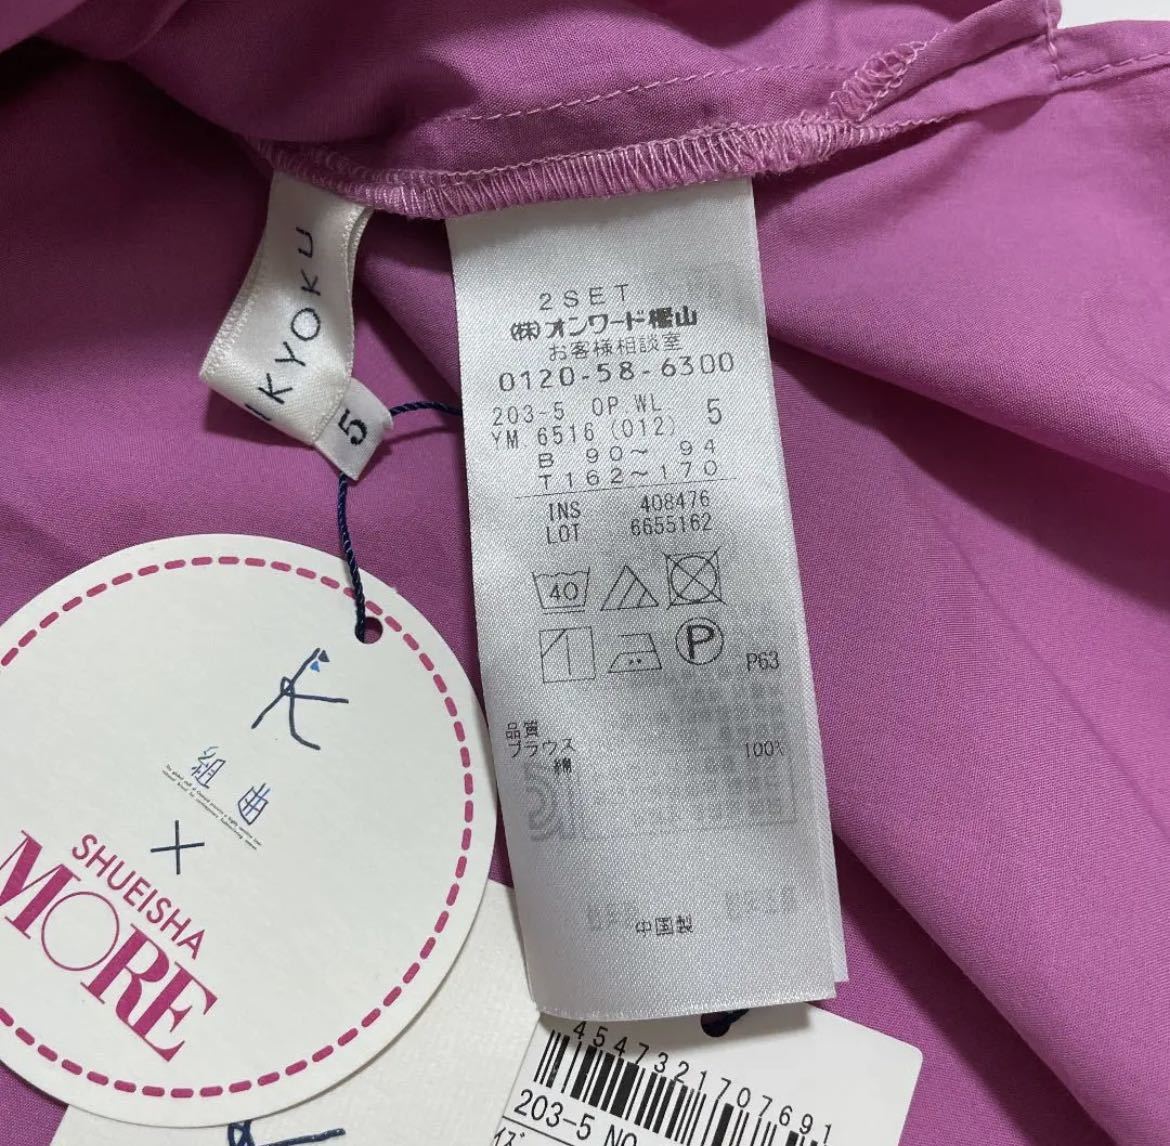 KYOKU
5
2SET
(株)オンワード樫山
お客様相談室
0120-58-6300
203-5 OP.WL 5
YM 6516 (012)
B 90~ 94
T162~170
INS 408476
LOT 6655162
40
P
P63
品質
ブラウス
綿 100%
中国製
組曲
×
SHUEISHA
MORE
4547321707691
203-5 NO